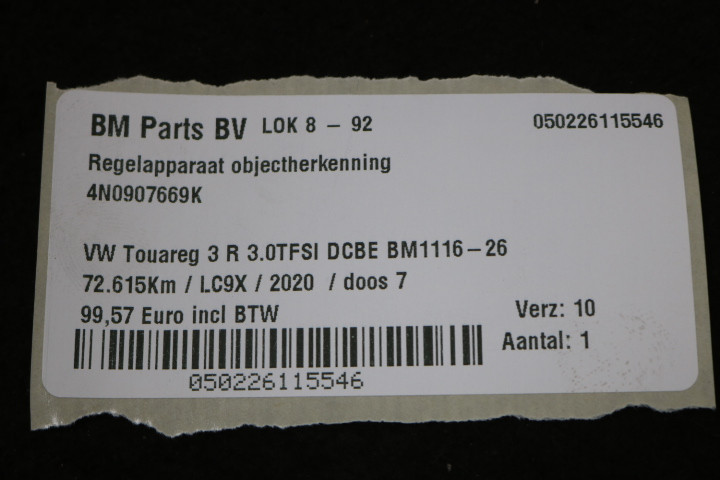 BM Parts BV LOK 8 - 92 050226115546
Regelapparaat objectherkenning
4N0907669K
VW Touareg 3 R 3.0TFSI DCBE BM1116-26
72.615Km / LC9X / 2020 / doos 7
99,57 Euro incl BTW Verz: 10
Aantal: 1
050226115546